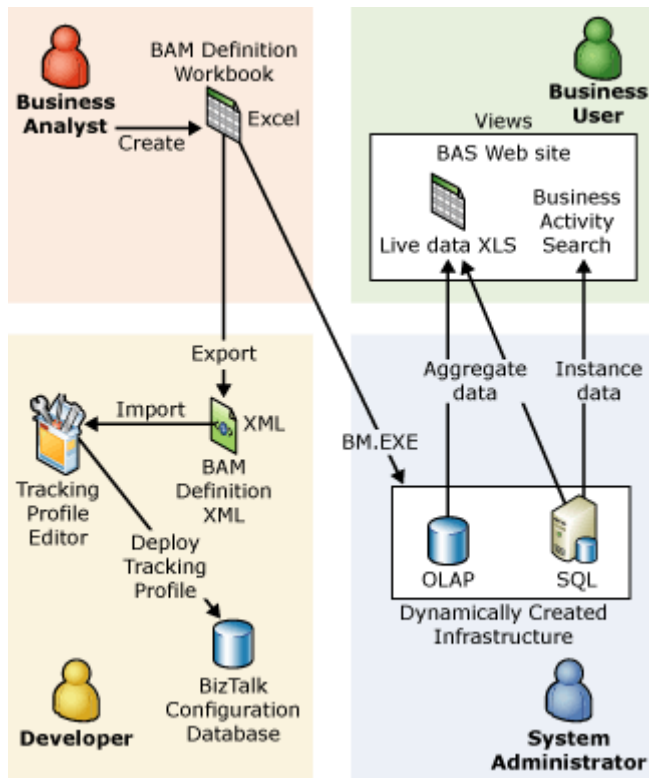 BAM Definition
Workbook
Business
Analyst
Create
Excel
Business
User
Views
BAS Web site
Live data XLS
Business
Activity
Search
Export
Import
XML
BAM
Definition
XML
Tracking
Profile
Editor
Deploy
Tracking
Profile
BizTalk
Configuration
Database
Developer
BM.EXE
Aggregate
data
Instance
data
OLAP
SQL
Dynamically Created
Infrastructure
System
Administrator